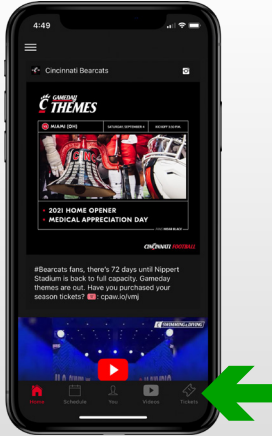 4:49
Cincinnati Bearcats
GAMEDAY
THEMES
MIAMI (OH)
SATURDAY, SEPTEMBER 4
2021 HOME OPENER
MEDICAL APPRECIATION DAY
CINCINNATI FOOTBALL
#Bearcats fans, there's 72 days until Nippert
Stadium is back to full capacity. Gameday
themes are out. Have you purchased your
season tickets? : cpaw.io/vmj
SWIMMING & DIVING
Home
Schedule
You
Videos
Tickets